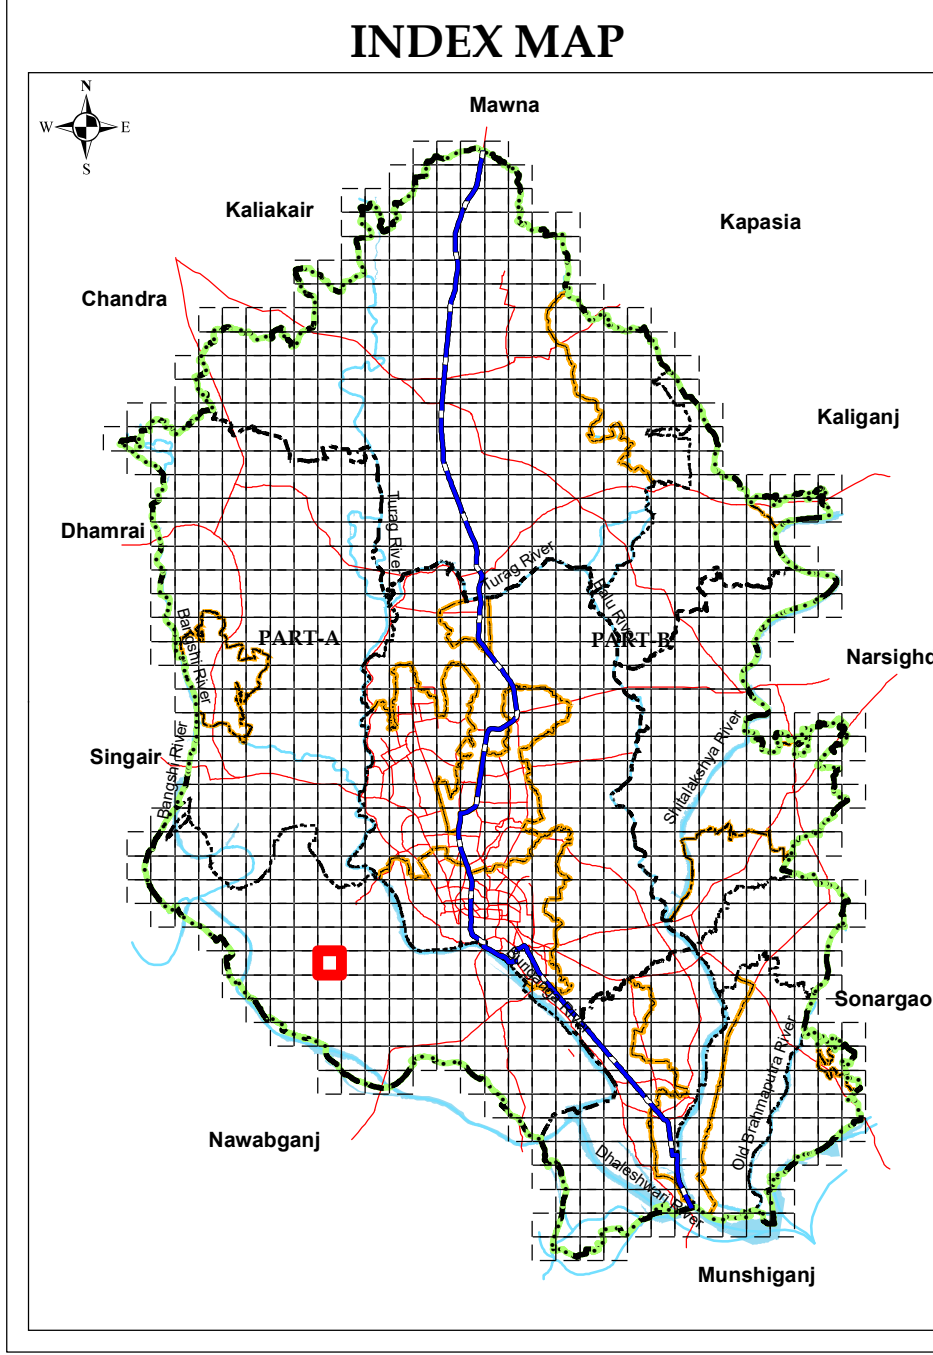 INDEX MAP
N
W
E
S
Mawna
Kaliakair
Kapasia
Chandra
Kaliganj
Dhamrai
Turag River
Turag River
Balu River
Bangshi River
PART-A
PART-B
Narsighd
Shitalakshya River
Singair
Bangshi River
Buriganga River
Sonargao
Old Brahmaputra River
Nawabganj
Dhaleshwari River
Munshiganj